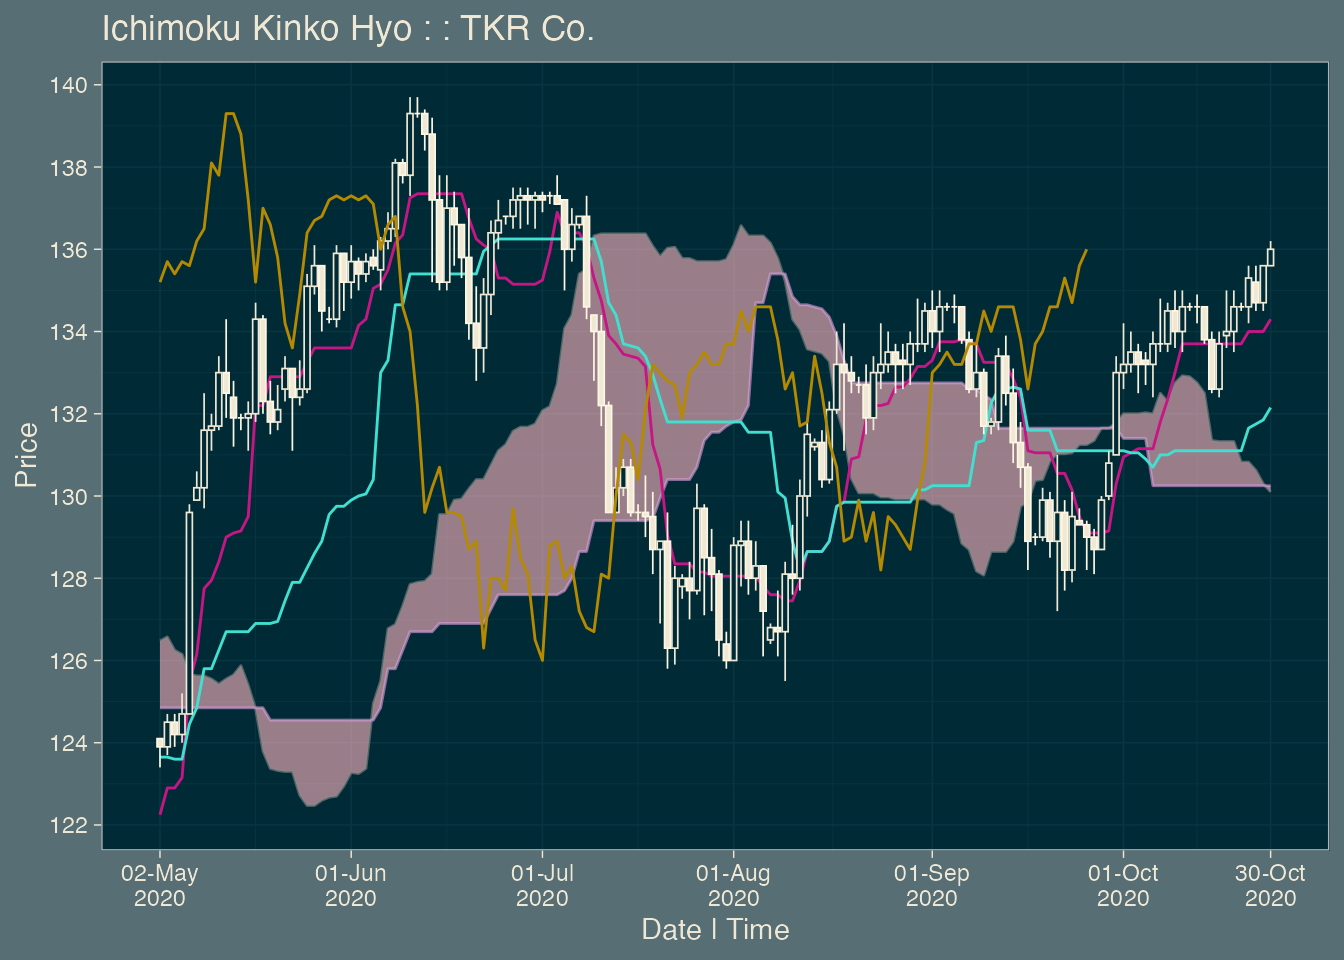 Ichimoku Kinko Hyo : : TKR Co.
140
138
136
134
132
130
128
126
124
122
Price
02-May 01-Jun 01-Jul 01-Aug 01-Sep 01-Oct 30-Oct
2020 2020 2020 2020 2020 2020 2020
Date | Time